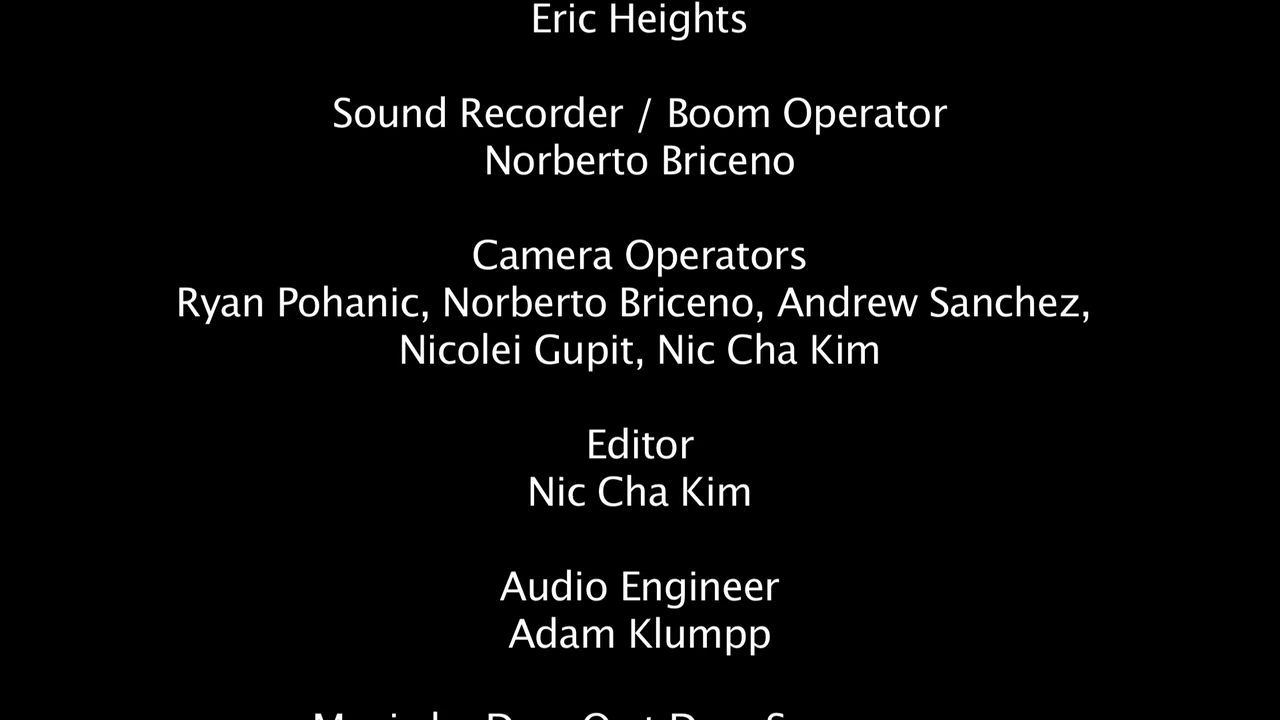 Eric Heights
Sound Recorder / Boom Operator
Norberto Briceno
Camera Operators
Ryan Pohanic, Norberto Briceno, Andrew Sanchez,
Nicolei Gupit, Nic Cha Kim
Editor
Nic Cha Kim
Audio Engineer
Adam Klumpp